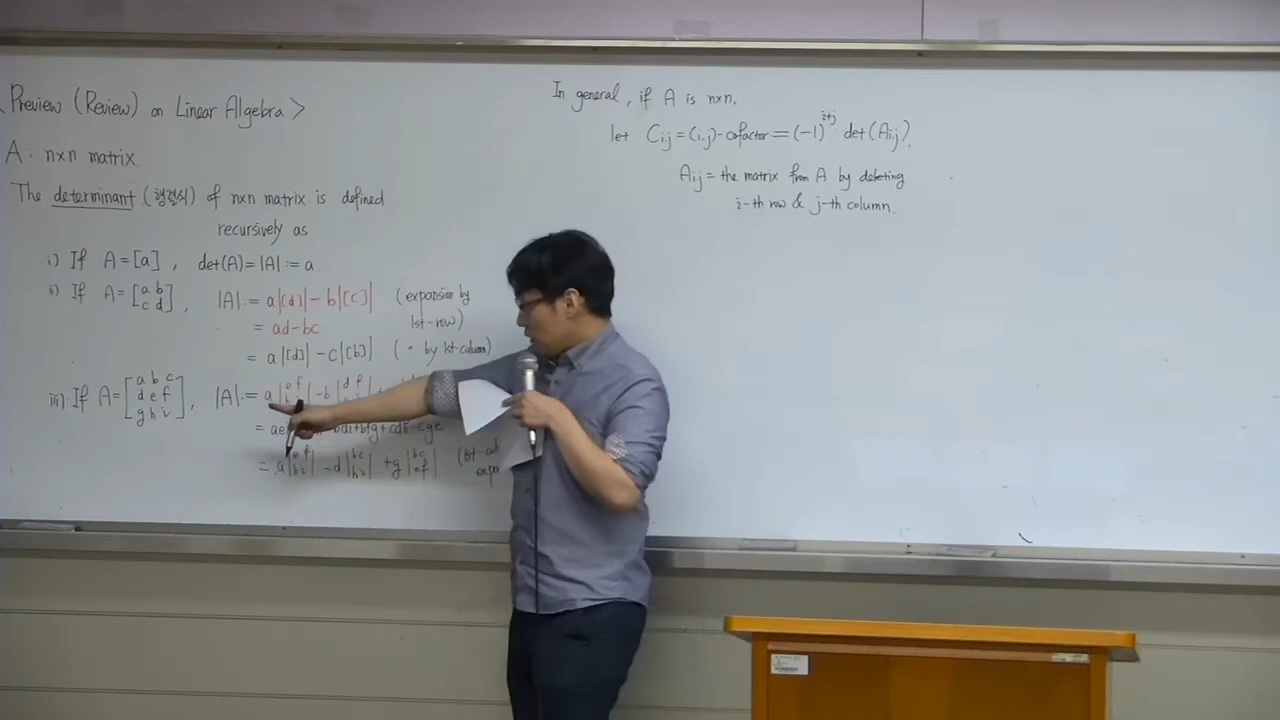 Preview (Review) on Linear Algebra >
A : n×n matrix.
The determinant (행렬식) of n×n matrix is defined
recursively as
i) If A=[a] , det(A)=|A| := a
ii) If A=[a b
c d] , |A| := a|[d]| - b|[c]| (expansion by
1st-row)
= ad-bc
= a|[d]| - c|[b]| ( " by 1st-column)
iii) If A=[a b c
d e f
g h i] , |A| := a|e f
= a|e f
h i| - d|b c
h i| + g|b c
e f|
In general, if A is n×n.
let Cij = (i,j)-cofactor = (-1)^i+j · det(Aij).
Aij = the matrix from A by deleting
i-th row & j-th column.